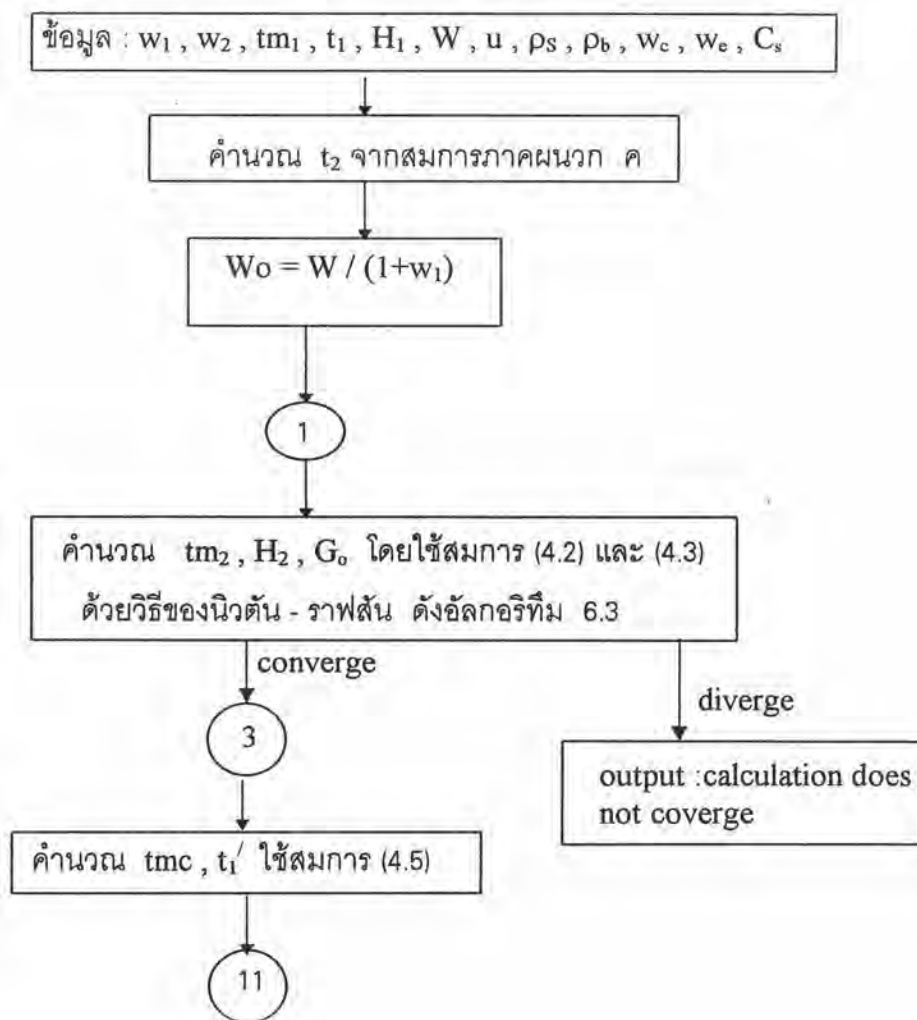 ข้อมูล : w₁ , w₂ , tm₁ , t₁ , H₁ , W , u , ρₛ , ρ_b , w_c , wₑ , Cₛ
คำนวณ t₂ จากสมการภาคผนวก ค
Wo = W / (1+w₁)
1
คำนวณ tm₂ , H₂ , Gₒ โดยใช้สมการ (4.2) และ (4.3)
ด้วยวิธีของนิวตัน - ราฟสัน ดังอัลกอริทึม 6.3
converge
diverge
3
output :calculation does
not coverge
คำนวณ tmc , t₁′ ใช้สมการ (4.5)
11